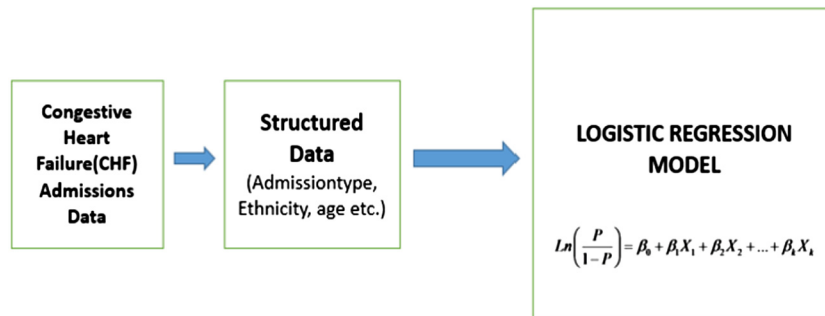 Congestive
Heart
Failure(CHF)
Admissions
Data
Structured
Data
(Admissiontype,
Ethnicity, age etc.)
LOGISTIC REGRESSION
MODEL
Ln(P/1-P) = β₀ + β₁X₁ + β₂X₂ + ... + βₖXₖ